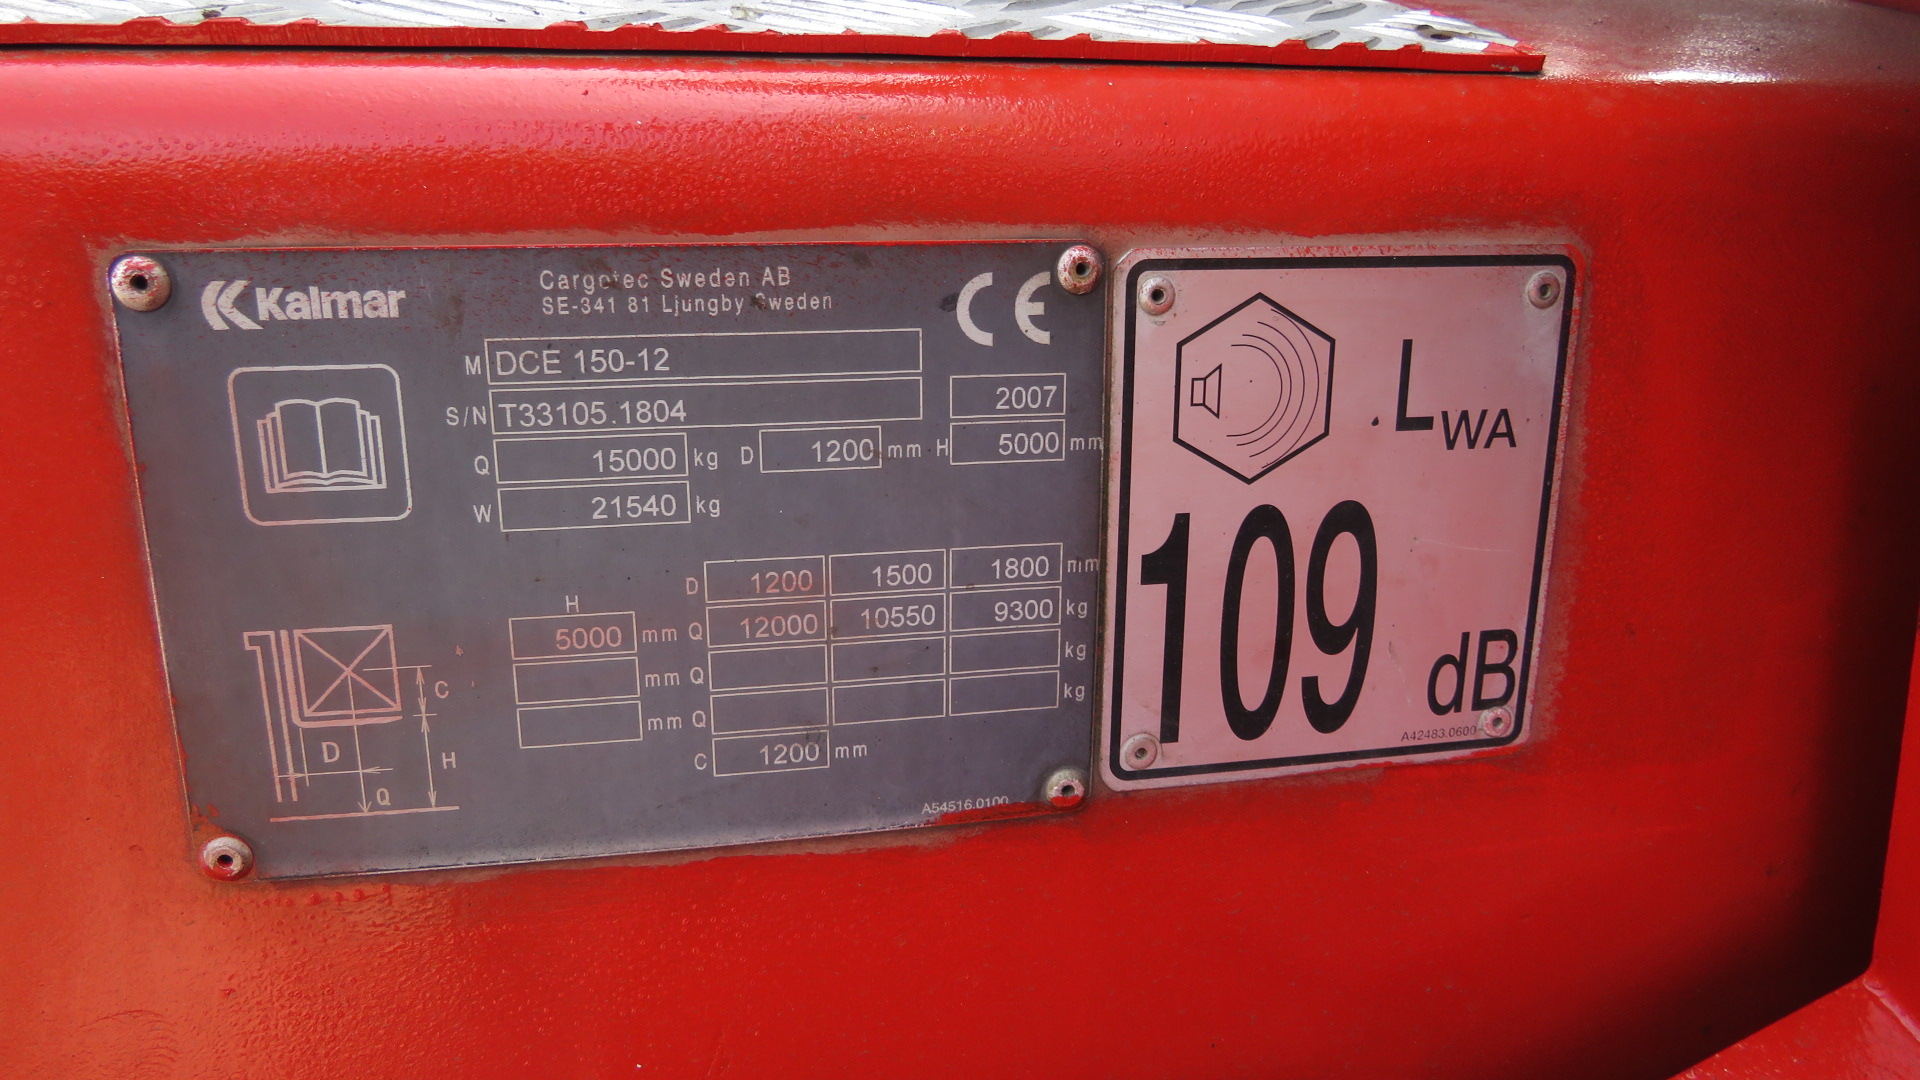 Kalmar
Cargotec Sweden AB
SE-341 81 Ljungby Sweden
CE
M DCE 150-12
S/N T33105.1804 2007
Q 15000 kg D 1200 mm H 5000 mm
W 21540 kg
D 1200 1500 1800 mm
H
5000 mm Q 12000 10550 9300 kg
mm Q kg
mm Q kg
C 1200 mm
C
D
H
Q
A54516.0100
LWA
109
dB
A42483.0600